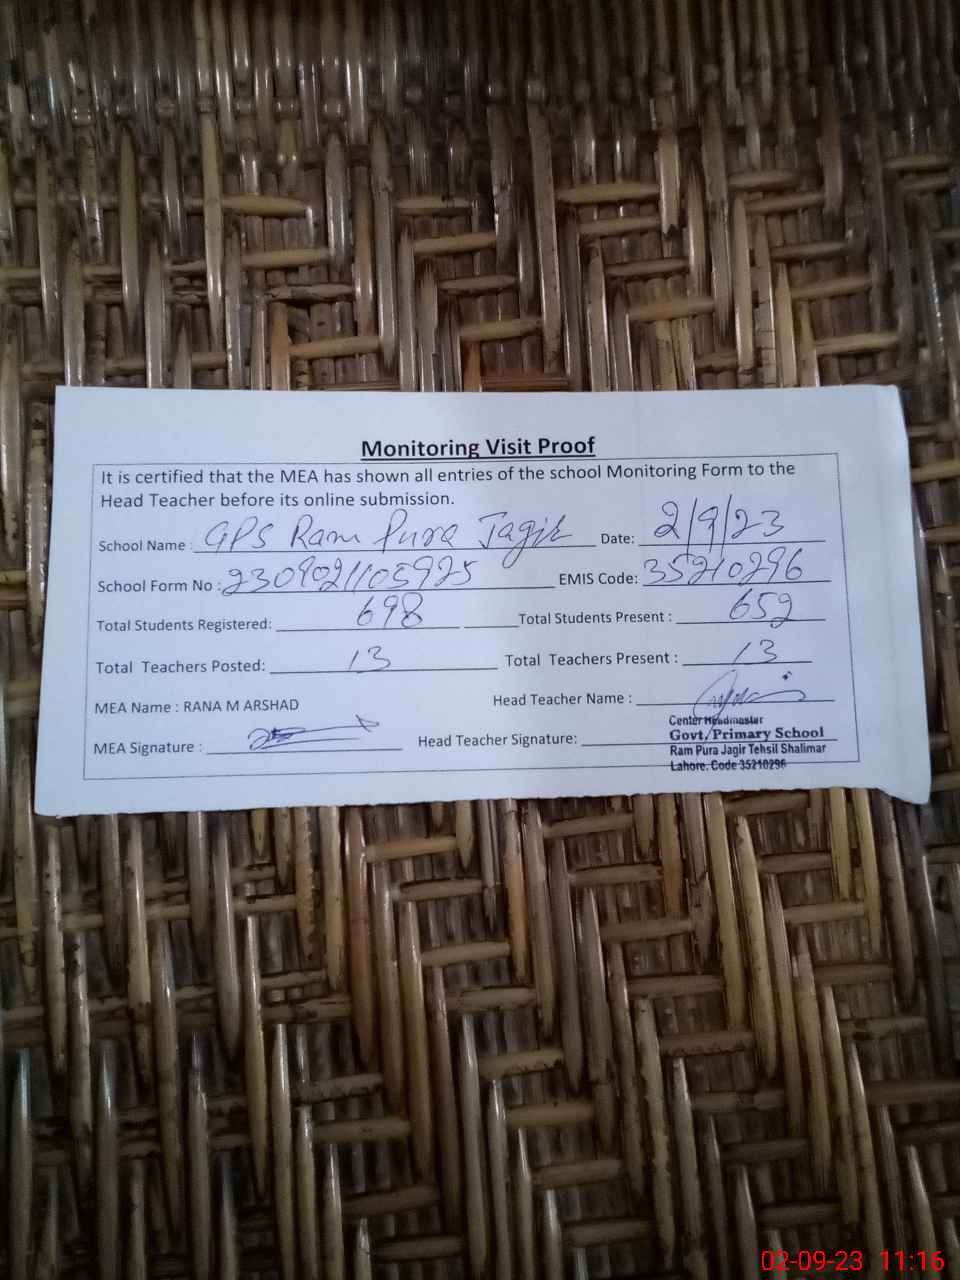 Monitoring Visit Proof
It is certified that the MEA has shown all entries of the school Monitoring Form to the
Head Teacher before its online submission.
School Name : GPS Ram Pura Jagir Date: 2/9/23
School Form No : 2309021105925 EMIS Code: 35210296
Total Students Registered: 698 Total Students Present : 652
Total Teachers Posted: 13 Total Teachers Present : 13
MEA Name : RANA M ARSHAD Head Teacher Name :
MEA Signature : Head Teacher Signature:
Center Headmaster
Govt. Primary School
Ram Pura Jagir Tehsil Shalimar
Lahore. Code 35210296
02-09-23 11:16